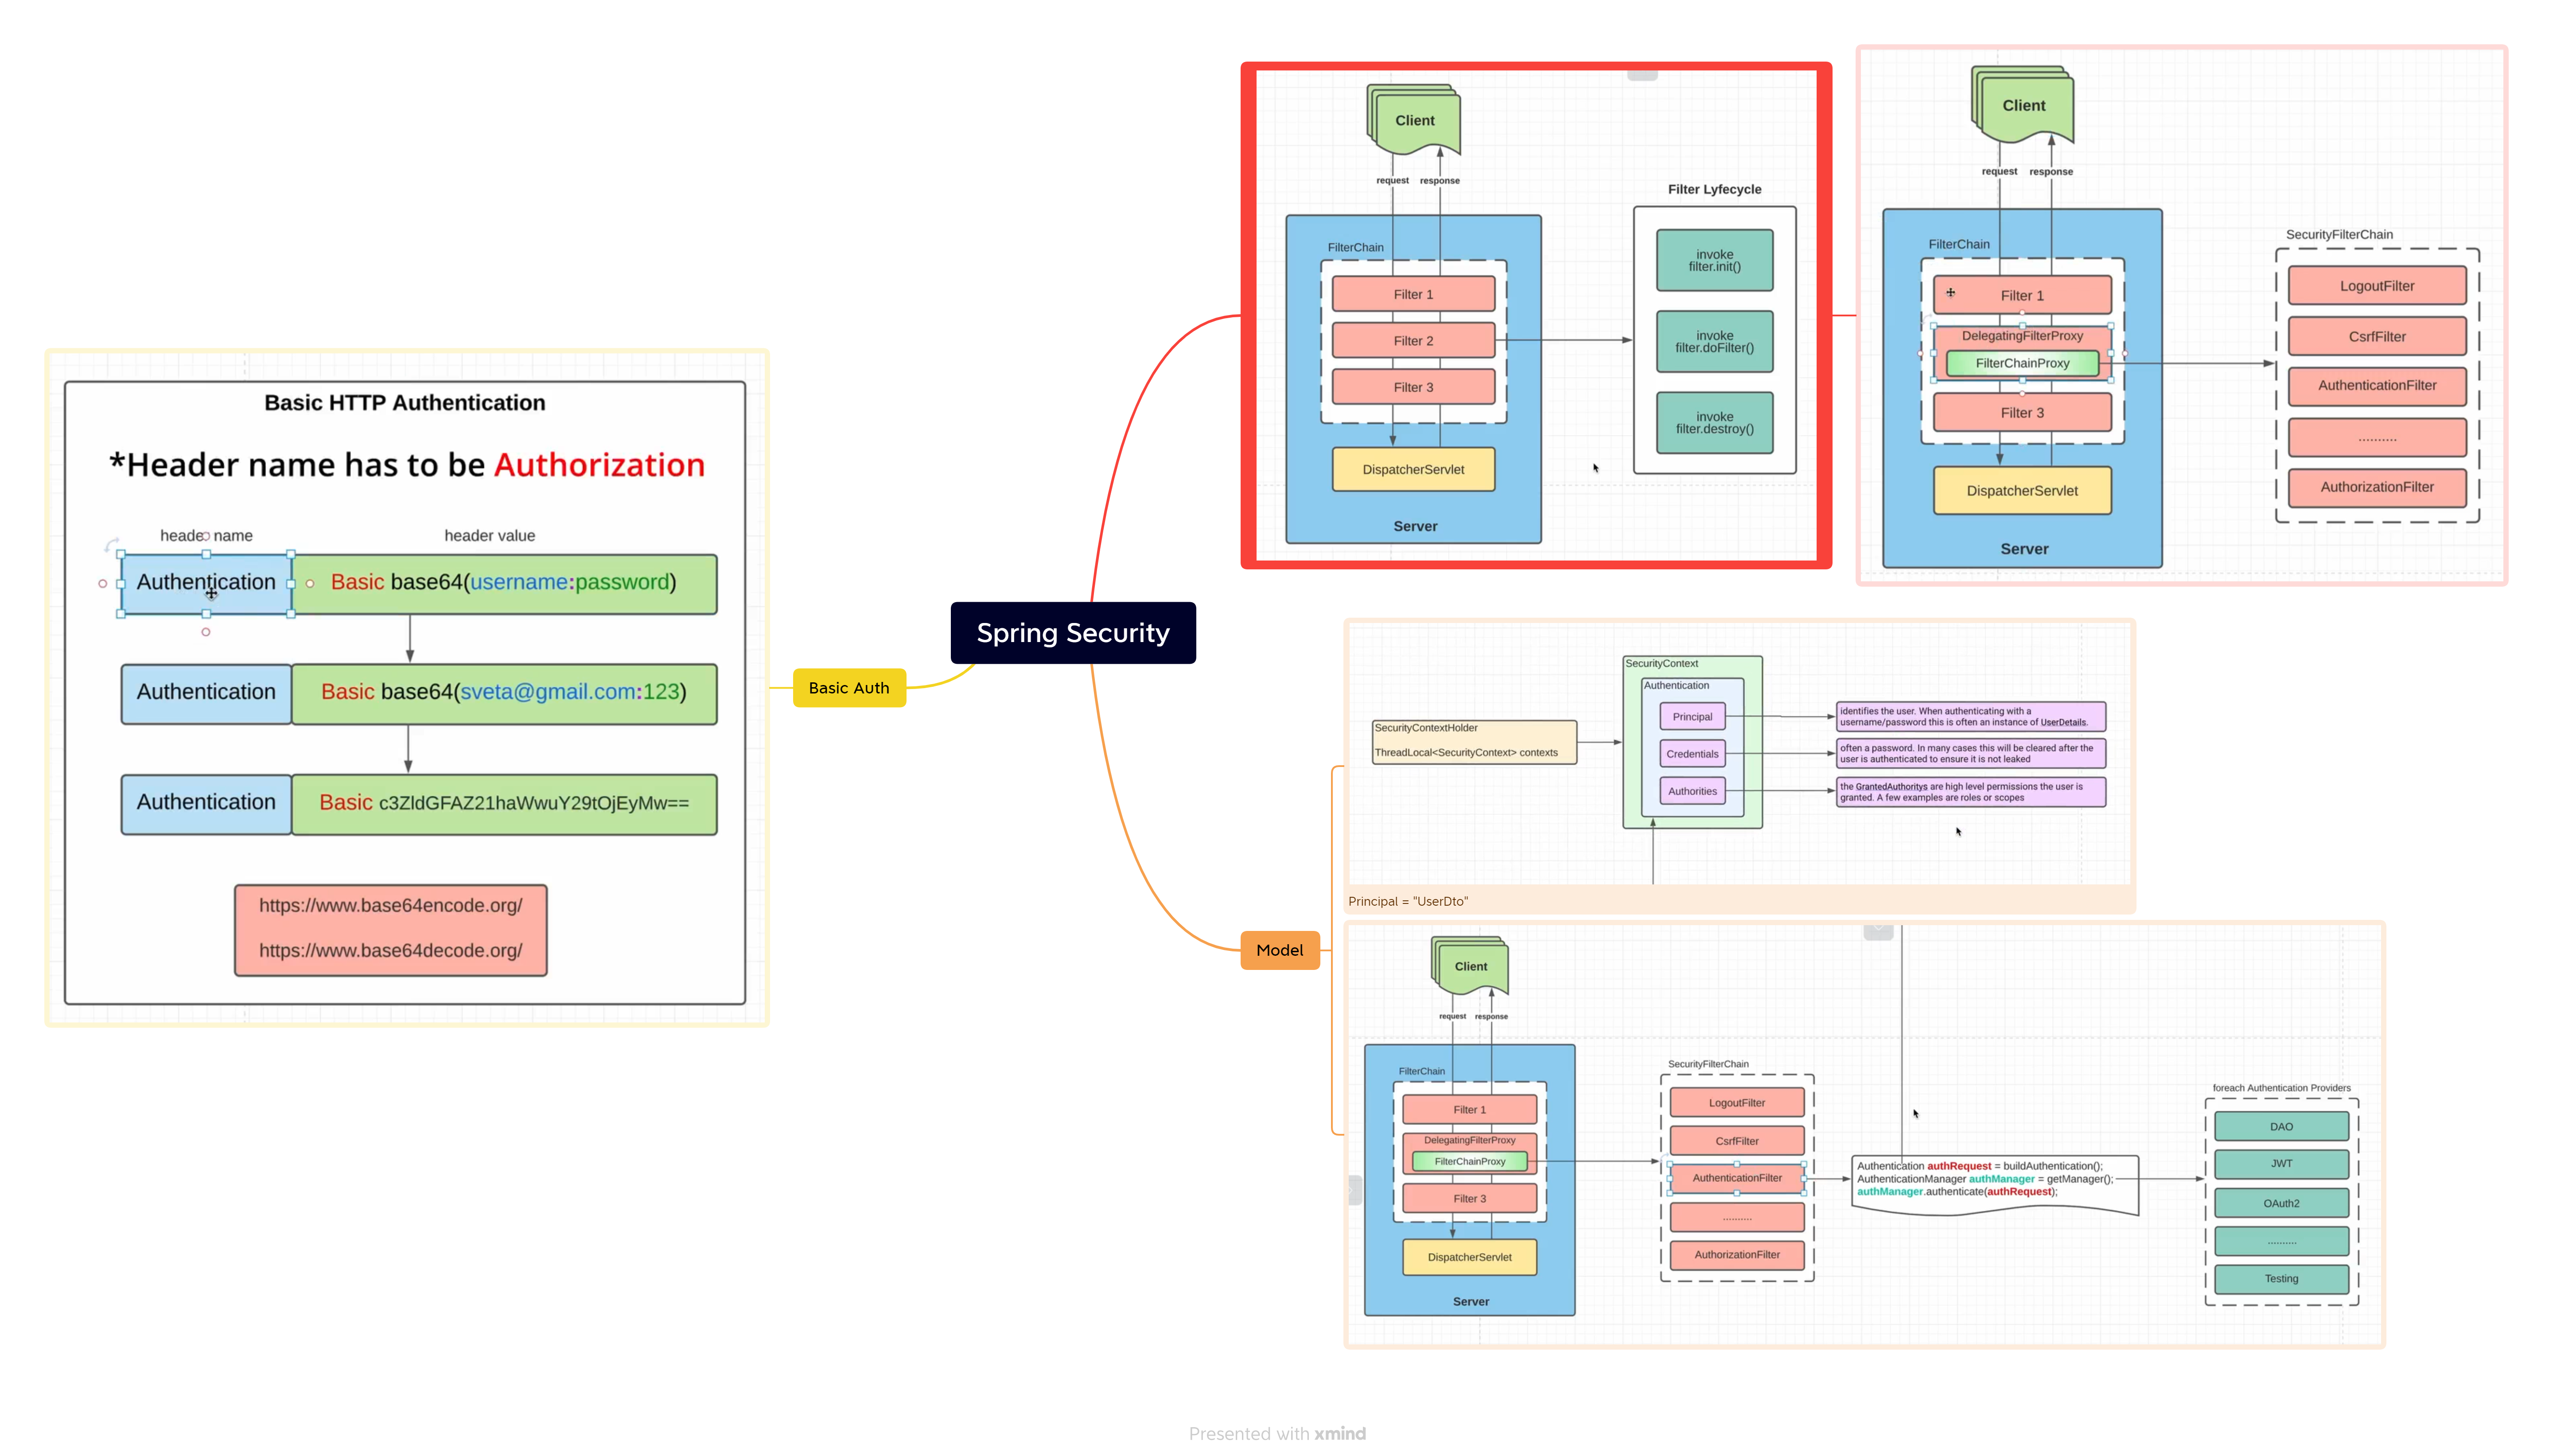 Spring Security
Basic Auth
Basic HTTP Authentication
*Header name has to be Authorization
header name
header value
Authentication
Basic base64(username:password)
Authentication
Basic base64(sveta@gmail.com:123)
Authentication
Basic c3ZldGFAZ21haWwuY29tOjEyMw==
https://www.base64encode.org/
https://www.base64decode.org/
Client
request
response
FilterChain
Filter 1
Filter 2
Filter 3
DispatcherServlet
Server
Filter Lyfecycle
invoke
filter.init()
invoke
filter.doFilter()
invoke
filter.destroy()
Client
request
response
FilterChain
Filter 1
DelegatingFilterProxy
FilterChainProxy
Filter 3
DispatcherServlet
Server
SecurityFilterChain
LogoutFilter
CsrfFilter
AuthenticationFilter
..........
AuthorizationFilter
Model
SecurityContextHolder
ThreadLocal<SecurityContext> contexts
SecurityContext
Authentication
Principal
Credentials
Authorities
identifies the user. When authenticating with a
username/password this is often an instance of UserDetails.
often a password. In many cases this will be cleared after the
user is authenticated to ensure it is not leaked
the GrantedAuthoritys are high level permissions the user is
granted. A few examples are roles or scopes
Principal = "UserDto"
Client
request
response
FilterChain
Filter 1
DelegatingFilterProxy
FilterChainProxy
Filter 3
DispatcherServlet
Server
SecurityFilterChain
LogoutFilter
CsrfFilter
AuthenticationFilter
..........
AuthorizationFilter
Authentication authRequest = buildAuthentication();
AuthenticationManager authManager = getManager();
authManager.authenticate(authRequest);
foreach Authentication Providers
DAO
JWT
OAuth2
..........
Testing
Presented with xmind